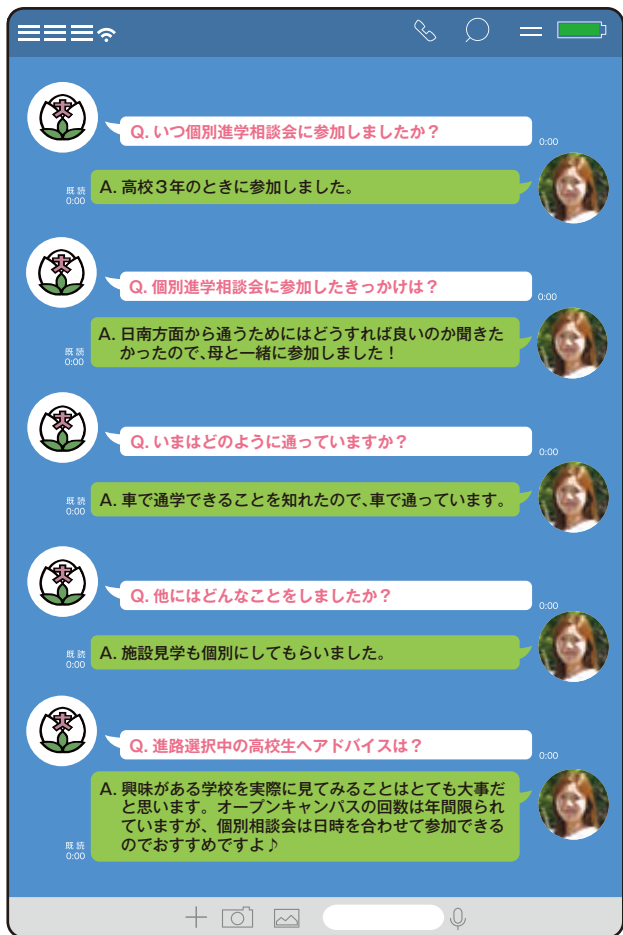 Q. いつ個別進学相談会に参加しましたか？
0:00
A. 高校３年のときに参加しました。
既読
0:00
Q. 個別進学相談会に参加したきっかけは？
0:00
A. 日南方面から通うためにはどうすれば良いのか聞きた
かったので、母と一緒に参加しました！
既読
0:00
Q. いまはどのように通っていますか？
0:00
A. 車で通学できることを知れたので、車で通っています。
既読
0:00
Q. 他にはどんなことをしましたか？
0:00
A. 施設見学も個別にしてもらいました。
既読
0:00
Q. 進路選択中の高校生へアドバイスは？
0:00
A. 興味がある学校を実際に見てみることはとても大事だ
と思います。オープンキャンパスの回数は年間限られ
ていますが、個別相談会は日時を合わせて参加できる
のでおすすめですよ♪
既読
0:00